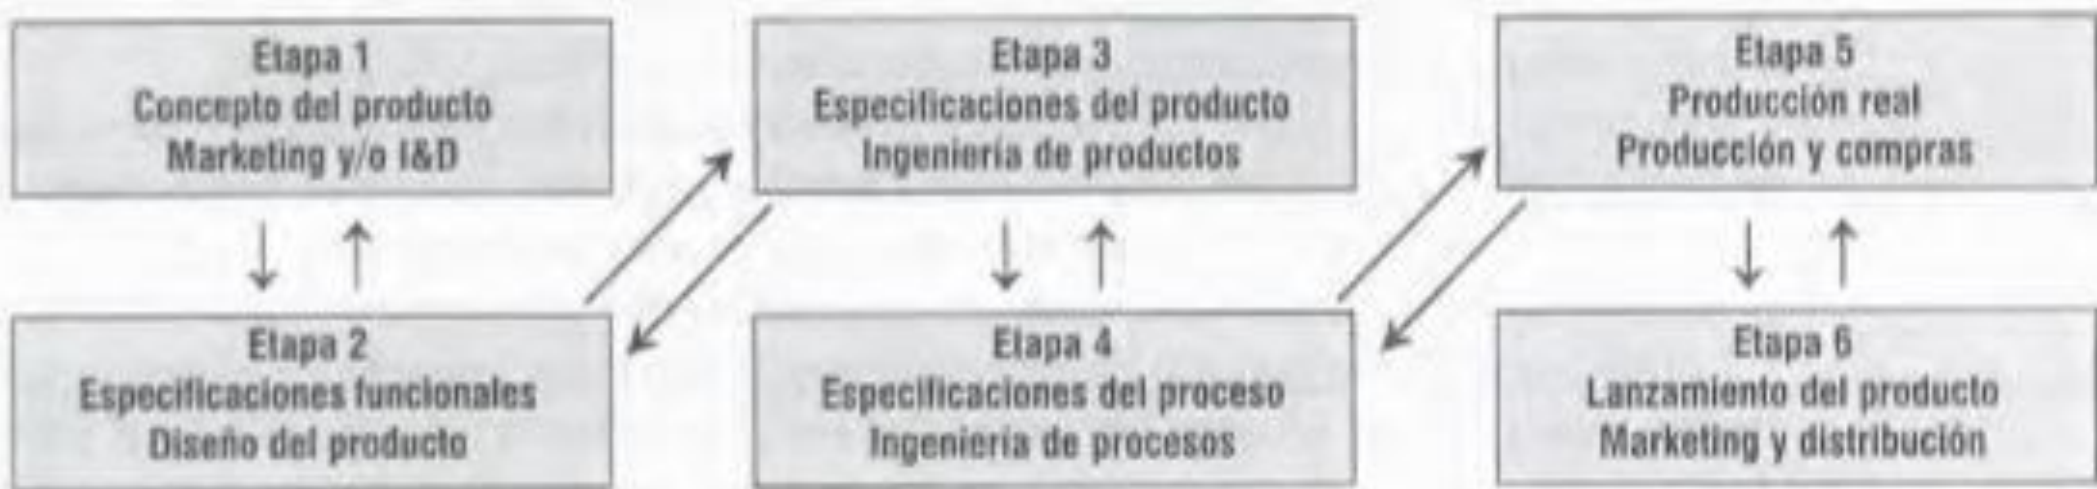 Etapa 1
Concepto del producto
Marketing y/o I&D
Etapa 2
Especificaciones funcionales
Diseño del producto
Etapa 3
Especificaciones del producto
Ingeniería de productos
Etapa 4
Especificaciones del proceso
Ingeniería de procesos
Etapa 5
Producción real
Producción y compras
Etapa 6
Lanzamiento del producto
Marketing y distribución